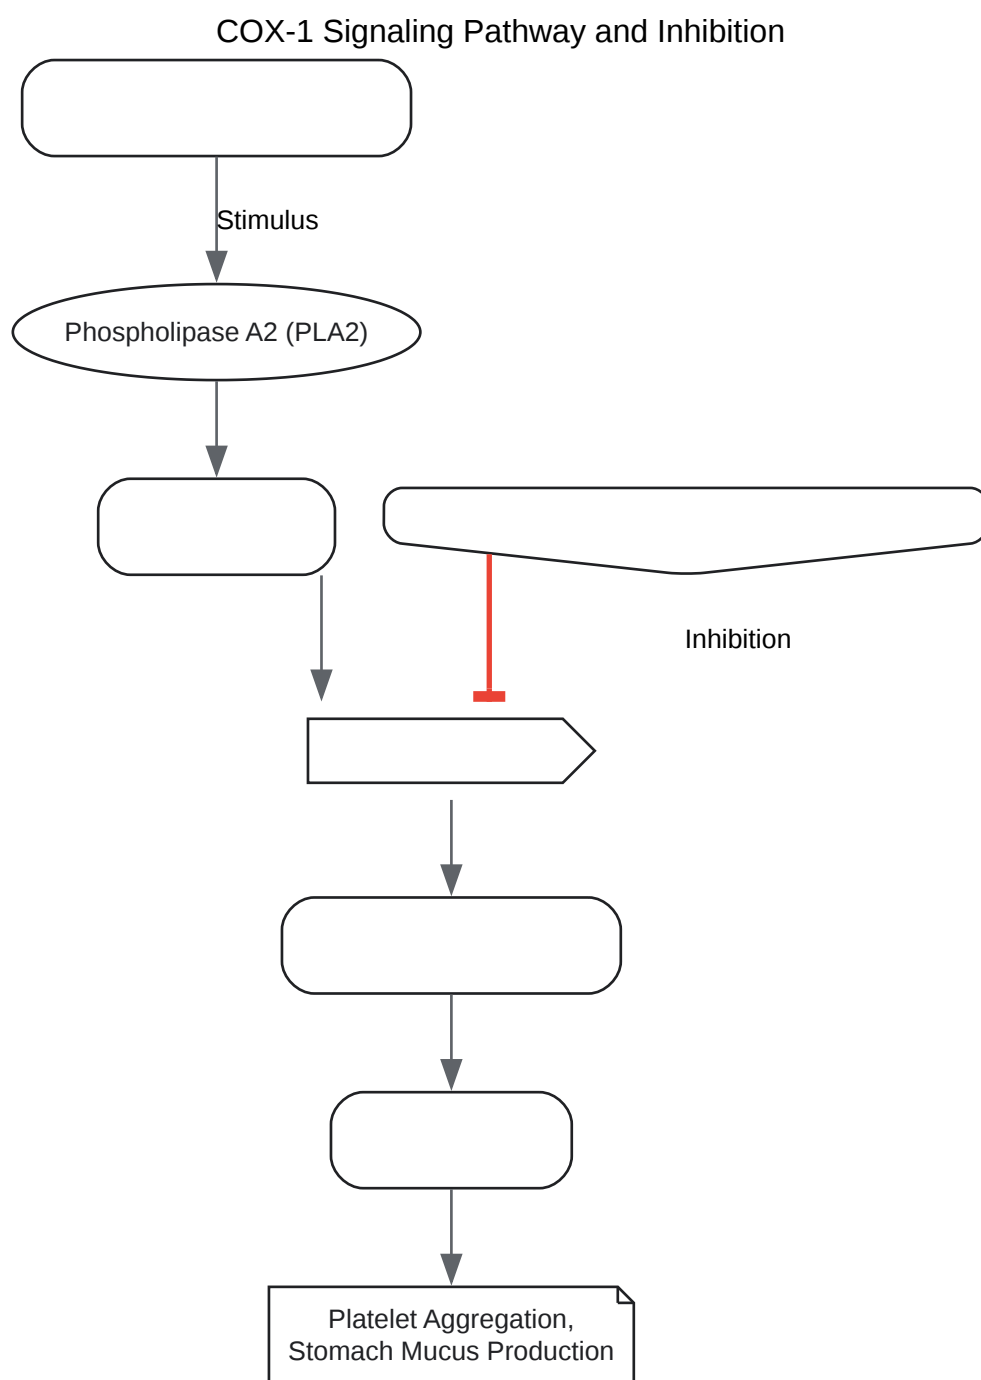 COX-1 Signaling Pathway and Inhibition
Stimulus
Phospholipase A2 (PLA2)
Inhibition
Platelet Aggregation,
Stomach Mucus Production